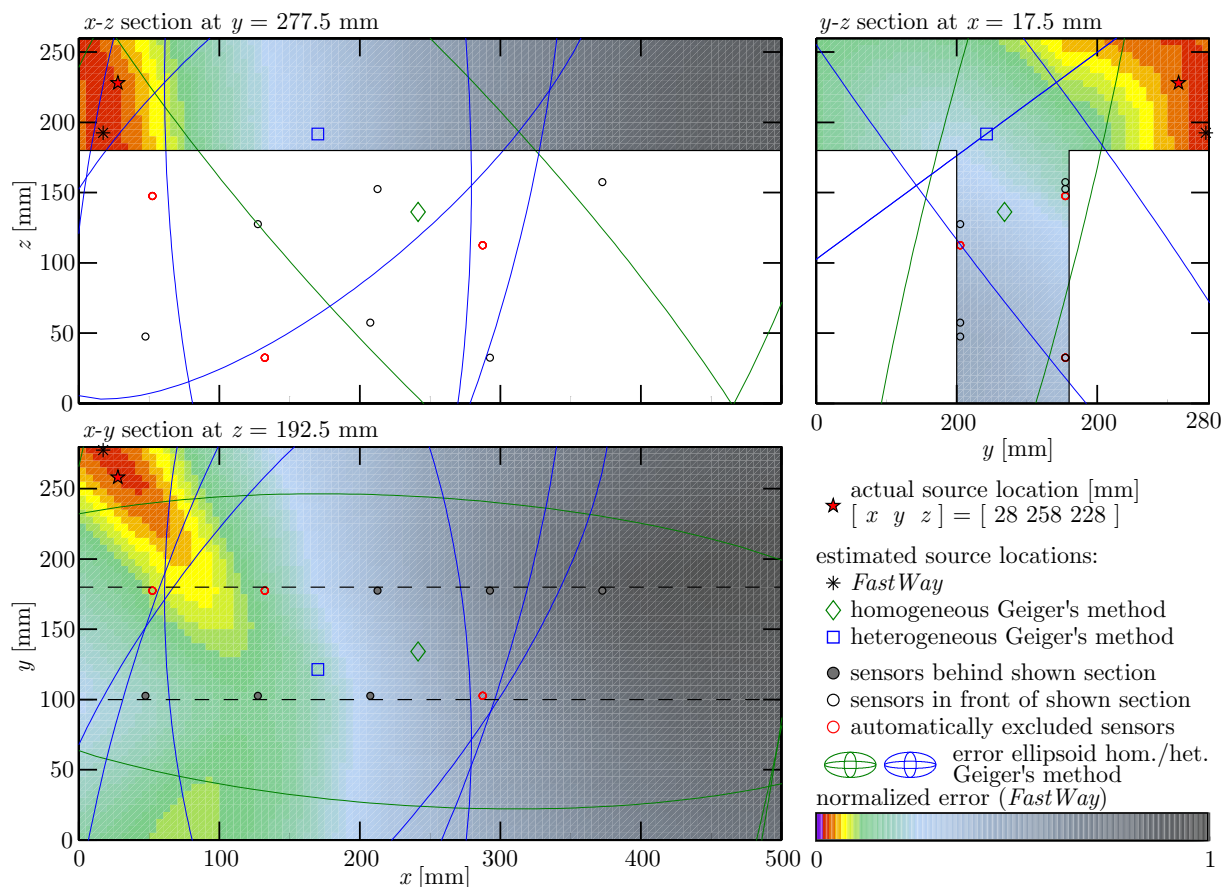 x-z section at y = 277.5 mm
250
200
150
100
50
0
z [mm]
y-z section at x = 17.5 mm
0
200
200
280
y [mm]
x-y section at z = 192.5 mm
250
200
150
100
50
0
y [mm]
0
100
200
300
400
500
x [mm]
actual source location [mm]
[ x y z ] = [ 28 258 228 ]
estimated source locations:
FastWay
homogeneous Geiger's method
heterogeneous Geiger's method
sensors behind shown section
sensors in front of shown section
automatically excluded sensors
error ellipsoid hom./het.
Geiger's method
normalized error (FastWay)
0
1